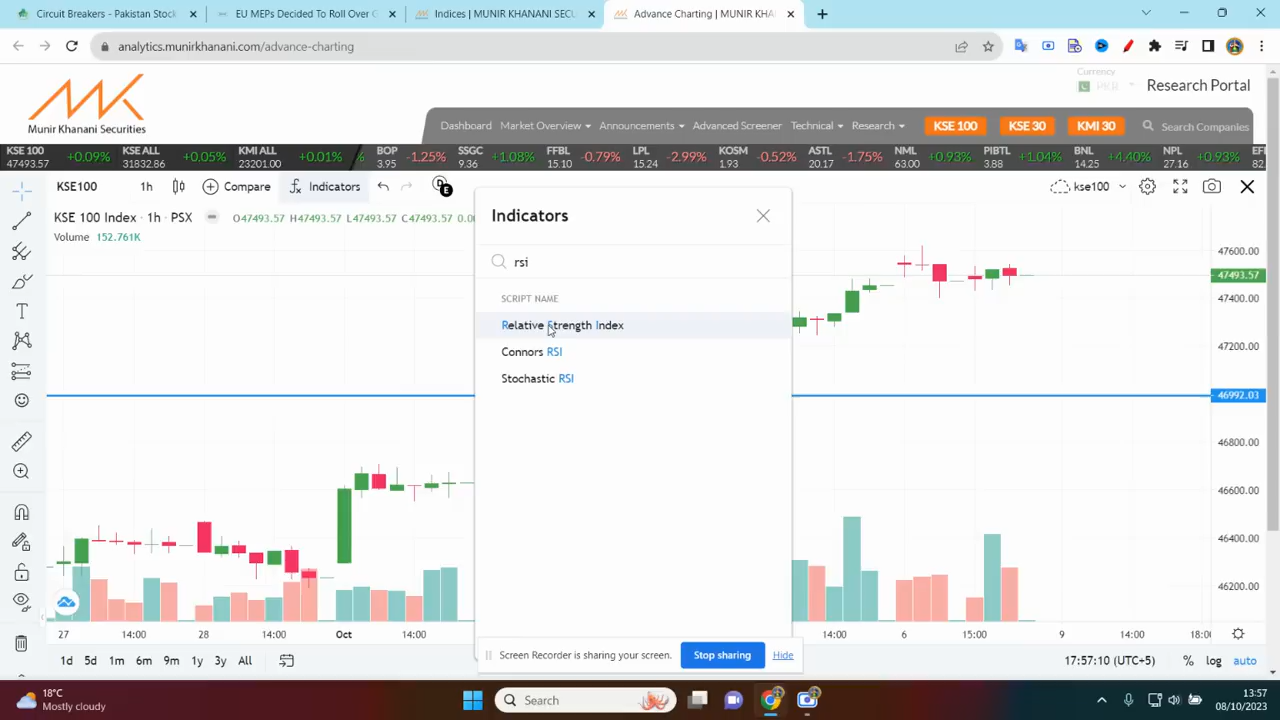 Circuit Breakers - Pakistan Stock
EU MEPs Decided To Roll Over G
Indices | MUNIR KHANANI SECU
Advance Charting | MUNIR KHAN
analytics.munirkhanani.com/advance-charting
Munir Khanani Securities
Currency
PKR
Research Portal
Dashboard Market Overview Announcements Advanced Screener Technical Research KSE 100 KSE 30 KMI 30 Search Companies
KSE 100 47493.57 +0.09%
KSE ALL 31832.86 +0.05%
KMI ALL 23201.00 +0.01%
BOP 3.95 -1.25%
SSGC 9.36 +1.08%
FFBL 15.10 -0.79%
LPL 15.24 -2.99%
KOSM 1.93 -0.52%
ASTL 20.17 -1.75%
NML 63.00 +0.93%
PIBTL 3.88 +1.04%
BNL 14.25 +4.40%
NPL 27.16 +0.93%
KSE100 1h Compare Indicators D E kse100
KSE 100 Index · 1h · PSX O47493.57 H47493.57 L47493.57 C47493.57
Volume 152.761K
Indicators
rsi
SCRIPT NAME
Relative Strength Index
Connors RSI
Stochastic RSI
47600.00
47493.57
47400.00
47200.00
46992.03
46800.00
46600.00
46400.00
46200.00
27 14:00 28 14:00 Oct 14:00 14:00 6 15:00 9 14:00 18:00
Screen Recorder is sharing your screen. Stop sharing Hide
1d 5d 1m 6m 9m 1y 3y All 17:57:10 (UTC+5) % log auto
18°C
Mostly cloudy
Search
13:57
08/10/2023